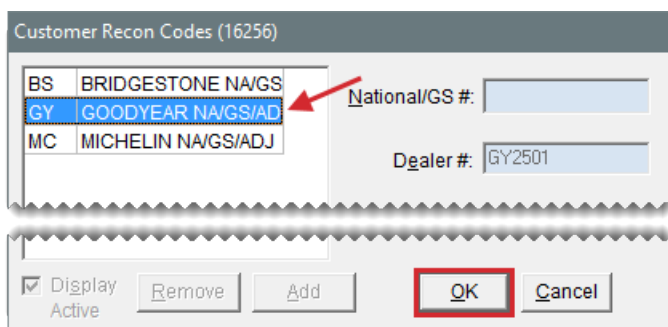 Customer Recon Codes (16256)
BS BRIDGESTONE NA/GS
GY GOODYEAR NA/GS/AD
MC MICHELIN NA/GS/ADJ
National/GS #:
Dealer #: GY2501
Display Active
Remove
Add
OK
Cancel